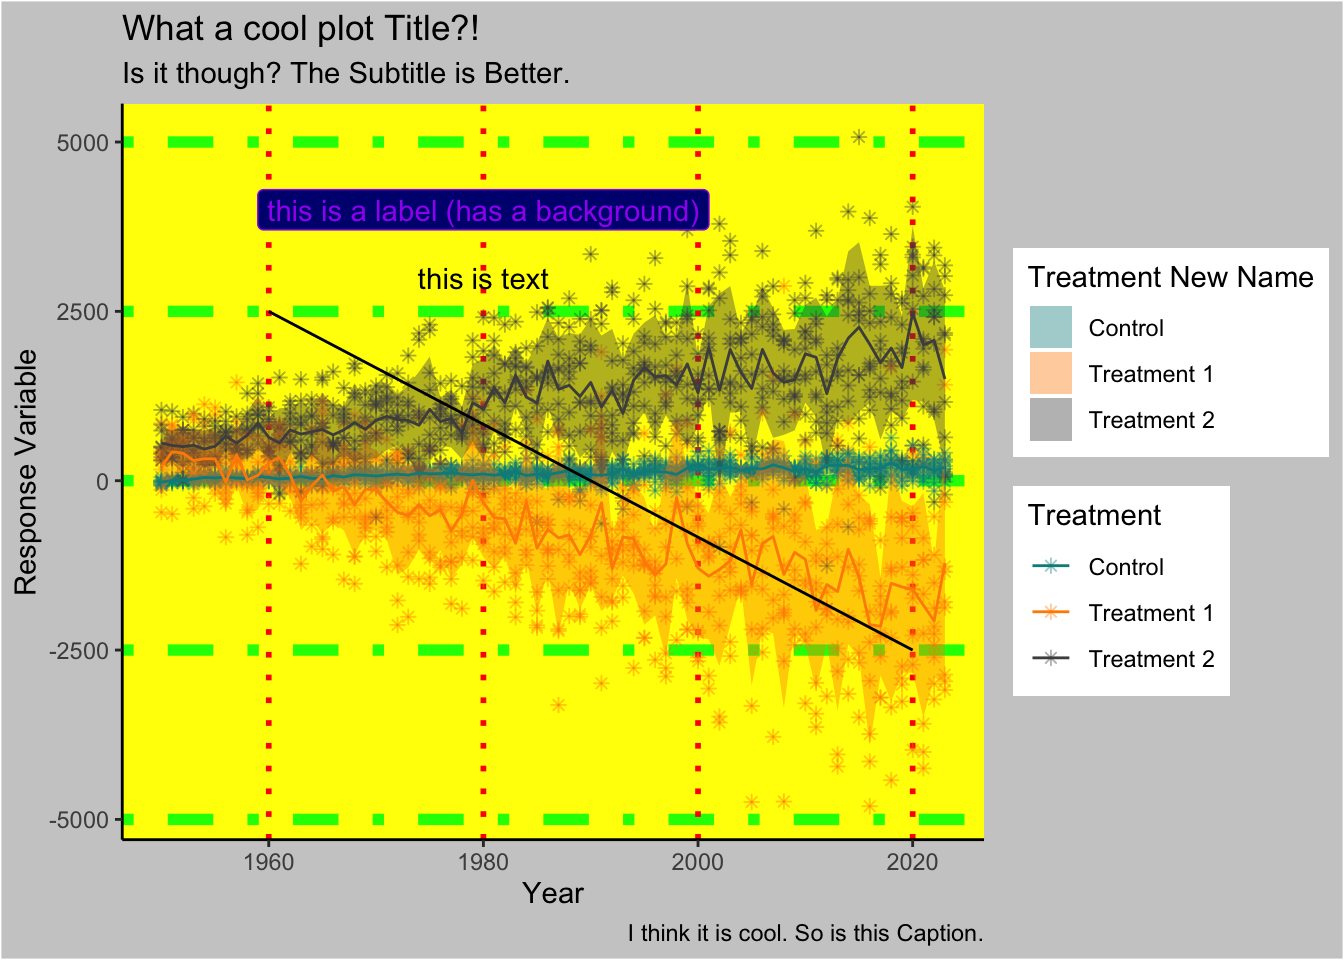 What a cool plot Title?!
Is it though? The Subtitle is Better.
Response Variable
5000
2500
0
-2500
-5000
this is a label (has a background)
this is text
1960 1980 2000 2020
Year
I think it is cool. So is this Caption.
Treatment New Name
Control
Treatment 1
Treatment 2
Treatment
Control
Treatment 1
Treatment 2